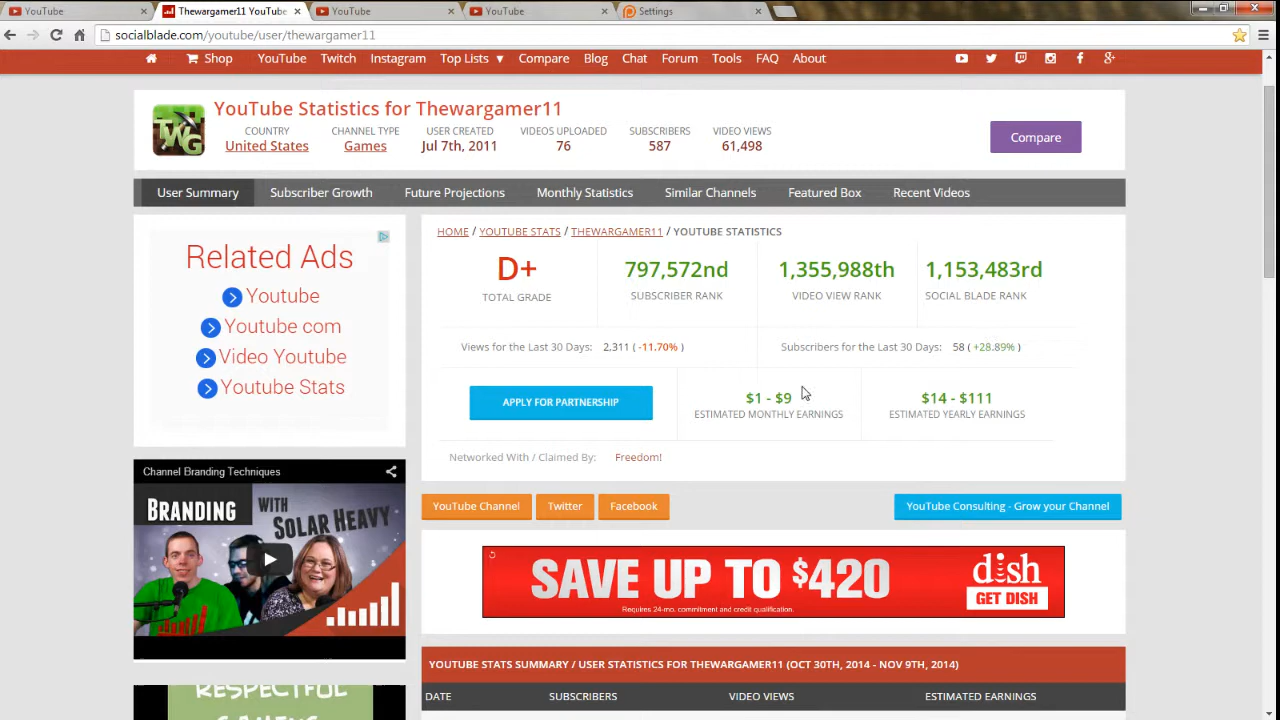 YouTube
Thewargamer11 YouTube
YouTube
YouTube
Settings
socialblade.com/youtube/user/thewargamer11
Shop YouTube Twitch Instagram Top Lists ▼ Compare Blog Chat Forum Tools FAQ About
YouTube Statistics for Thewargamer11
COUNTRY CHANNEL TYPE USER CREATED VIDEOS UPLOADED SUBSCRIBERS VIDEO VIEWS
United States Games Jul 7th, 2011 76 587 61,498
Compare
TWG
User Summary Subscriber Growth Future Projections Monthly Statistics Similar Channels Featured Box Recent Videos
Related Ads
Youtube
Youtube com
Video Youtube
Youtube Stats
HOME / YOUTUBE STATS / THEWARGAMER11 / YOUTUBE STATISTICS
D+ 797,572nd 1,355,988th 1,153,483rd
TOTAL GRADE SUBSCRIBER RANK VIDEO VIEW RANK SOCIAL BLADE RANK
Views for the Last 30 Days: 2,311 ( -11.70% ) Subscribers for the Last 30 Days: 58 ( +28.89% )
APPLY FOR PARTNERSHIP
$1 - $9 $14 - $111
ESTIMATED MONTHLY EARNINGS ESTIMATED YEARLY EARNINGS
Networked With / Claimed By: Freedom!
Channel Branding Techniques
BRANDING WITH
SOLAR HEAVY
YouTube Channel Twitter Facebook YouTube Consulting - Grow your Channel
SAVE UP TO $420
Requires 24-mo. commitment and credit qualification.
dish
GET DISH
YOUTUBE STATS SUMMARY / USER STATISTICS FOR THEWARGAMER11 (OCT 30TH, 2014 - NOV 9TH, 2014)
DATE SUBSCRIBERS VIDEO VIEWS ESTIMATED EARNINGS
RESPECTFUL
GAMING